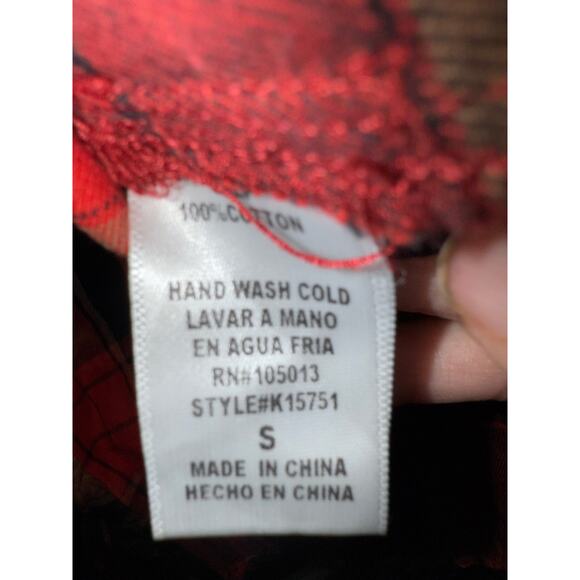 100% COTTON
HAND WASH COLD
LAVAR A MANO
EN AGUA FRIA
RN#105013
STYLE#K15751
S
MADE IN CHINA
HECHO EN CHINA